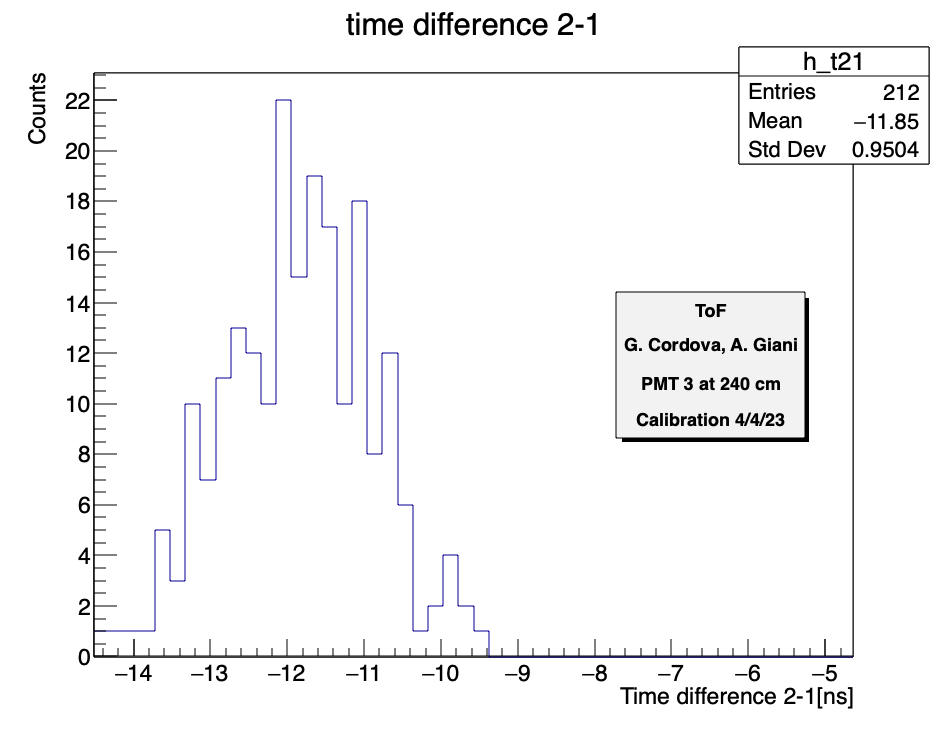 time difference 2-1
h_t21
Entries 212
Mean −11.85
Std Dev 0.9504
Counts
22
20
18
16
14
12
10
8
6
4
2
0
ToF
G. Cordova, A. Giani
PMT 3 at 240 cm
Calibration 4/4/23
−14 −13 −12 −11 −10 −9 −8 −7 −6 −5
Time difference 2-1[ns]